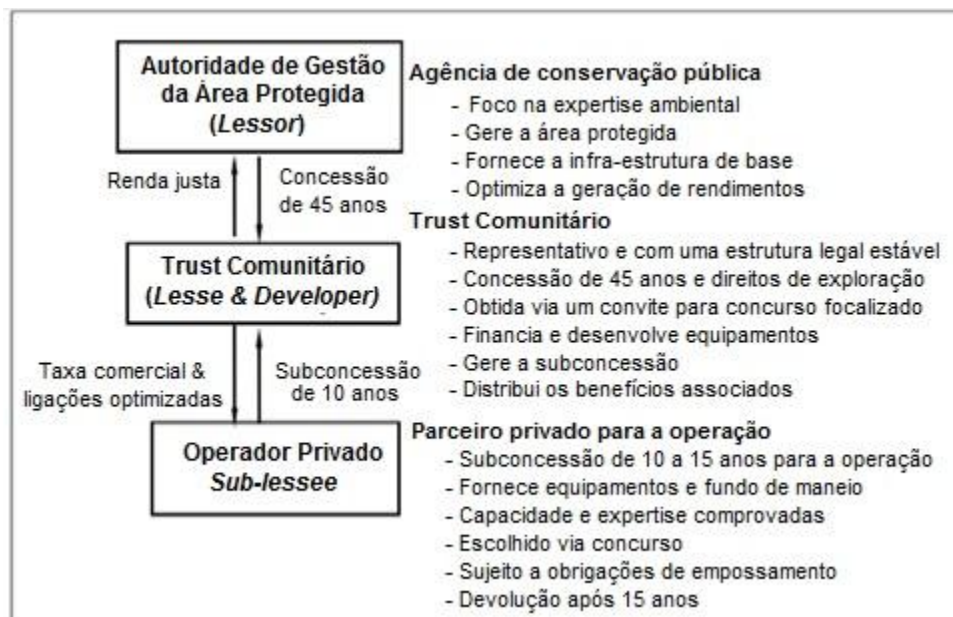 Autoridade de Gestão
da Área Protegida
(Lessor)
Agência de conservação pública
- Foco na expertise ambiental
- Gere a área protegida
- Fornece a infra-estrutura de base
- Optimiza a geração de rendimentos
Renda justa
Concessão
de 45 anos
Trust Comunitário
(Lesse & Developer)
Trust Comunitário
- Representativo e com uma estrutura legal estável
- Concessão de 45 anos e direitos de exploração
- Obtida via um convite para concurso focalizado
- Financia e desenvolve equipamentos
- Gere a subconcessão
- Distribui os benefícios associados
Taxa comercial &
ligações optimizadas
Subconcessão
de 10 anos
Operador Privado
Sub-lessee
Parceiro privado para a operação
- Subconcessão de 10 a 15 anos para a operação
- Fornece equipamentos e fundo de maneio
- Capacidade e expertise comprovadas
- Escolhido via concurso
- Sujeito a obrigações de empossamento
- Devolução após 15 anos